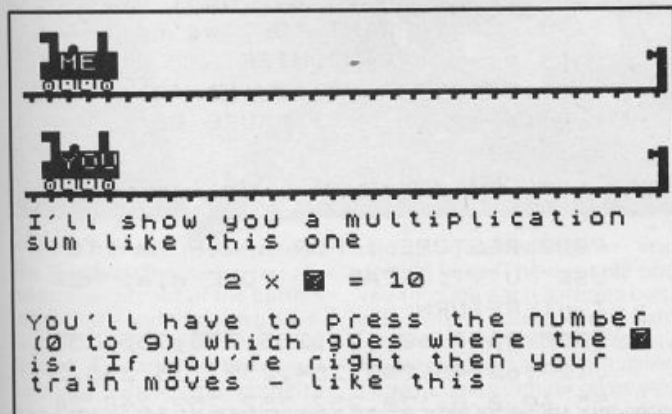 ME
YOU
I'll show you a multiplication
sum like this one
2 × ? = 10
You'll have to press the number
(0 to 9) which goes where the ?
is. If you're right then your
train moves - like this